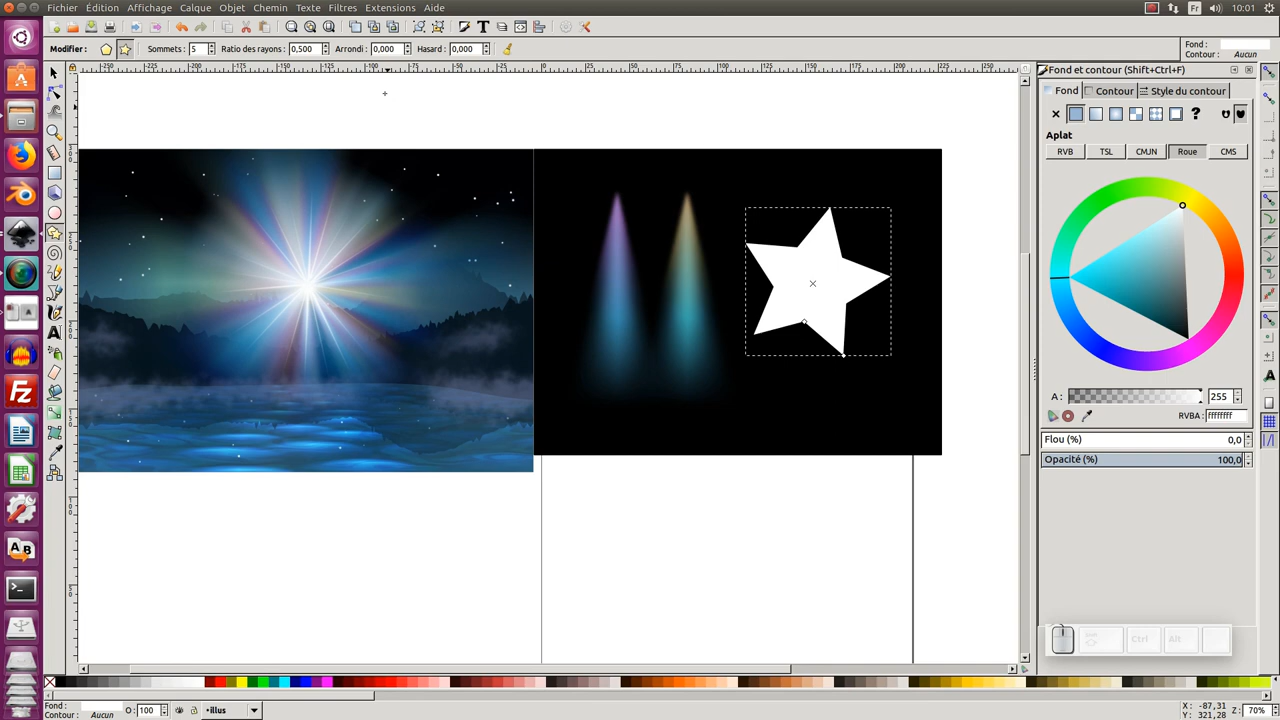 Fichier Édition Affichage Calque Objet Chemin Texte Filtres Extensions Aide
Fr 10:01
Modifier : Sommets : 5 Ratio des rayons : 0,500 Arrondi : 0,000 Hasard : 0,000
Fond :
Contour : Aucun
Fond et contour (Shift+Ctrl+F)
Fond Contour Style du contour
?
Aplat
RVB TSL CMJN Roue CMS
A : 255
RVBA : ffffffff
Flou (%) 0,0
Opacité (%) 100,0
Ctrl Alt
Fond :
Contour : Aucun
O : 100
•illus
X : -87,31
Y : 321,28
Z : 70%